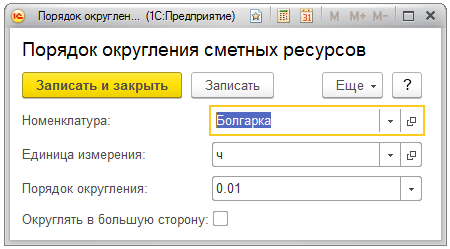 Порядок округлен... (1С:Предприятие) M M+ M-
Порядок округления сметных ресурсов
Записать и закрыть Записать Еще ?
Номенклатура: Болгарка
Единица измерения: ч
Порядок округления: 0.01
Округлять в большую сторону: